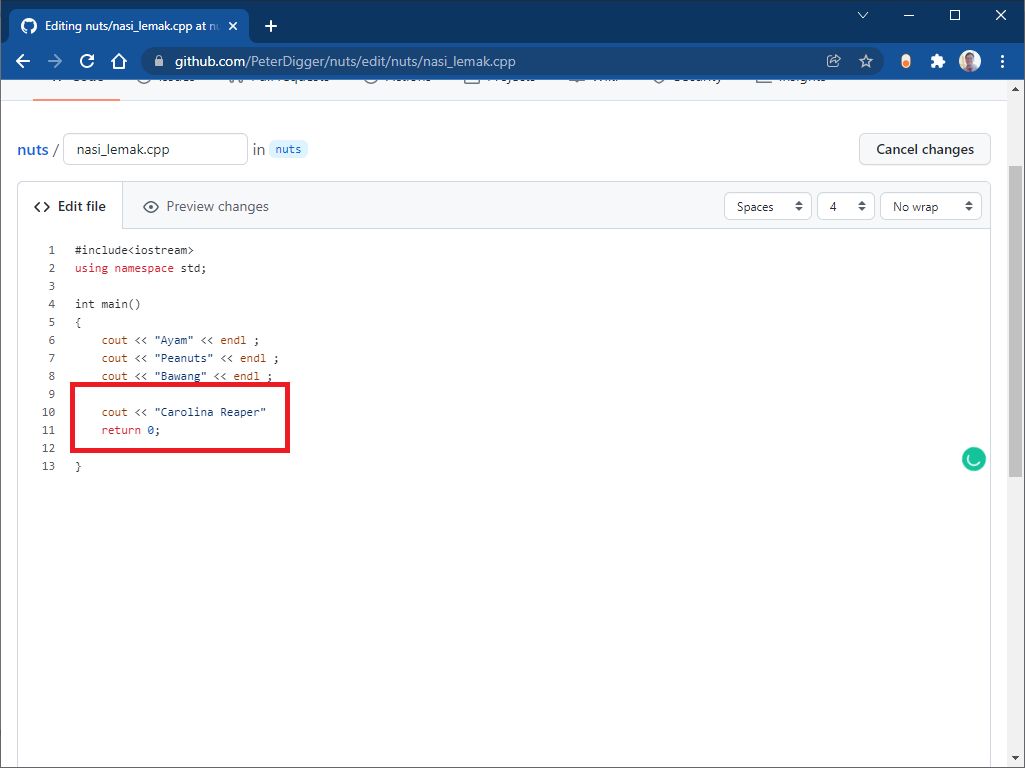 Editing nuts/nasi_lemak.cpp at nu
github.com/PeterDigger/nuts/edit/nuts/nasi_lemak.cpp
nuts / nasi_lemak.cpp in nuts
Cancel changes
Edit file
Preview changes
Spaces
4
No wrap
1 #include<iostream>
2 using namespace std;
3
4 int main()
5 {
6 cout << "Ayam" << endl ;
7 cout << "Peanuts" << endl ;
8 cout << "Bawang" << endl ;
9
10 cout << "Carolina Reaper"
11 return 0;
12
13 }